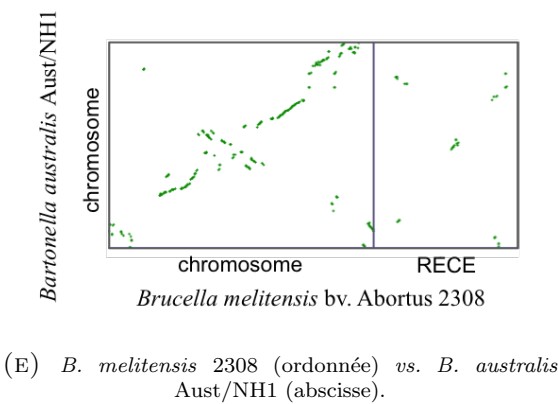 Bartonella australis Aust/NH1
chromosome
chromosome RECE
Brucella melitensis bv. Abortus 2308
(E) B. melitensis 2308 (ordonnée) vs. B. australis
Aust/NH1 (abscisse).